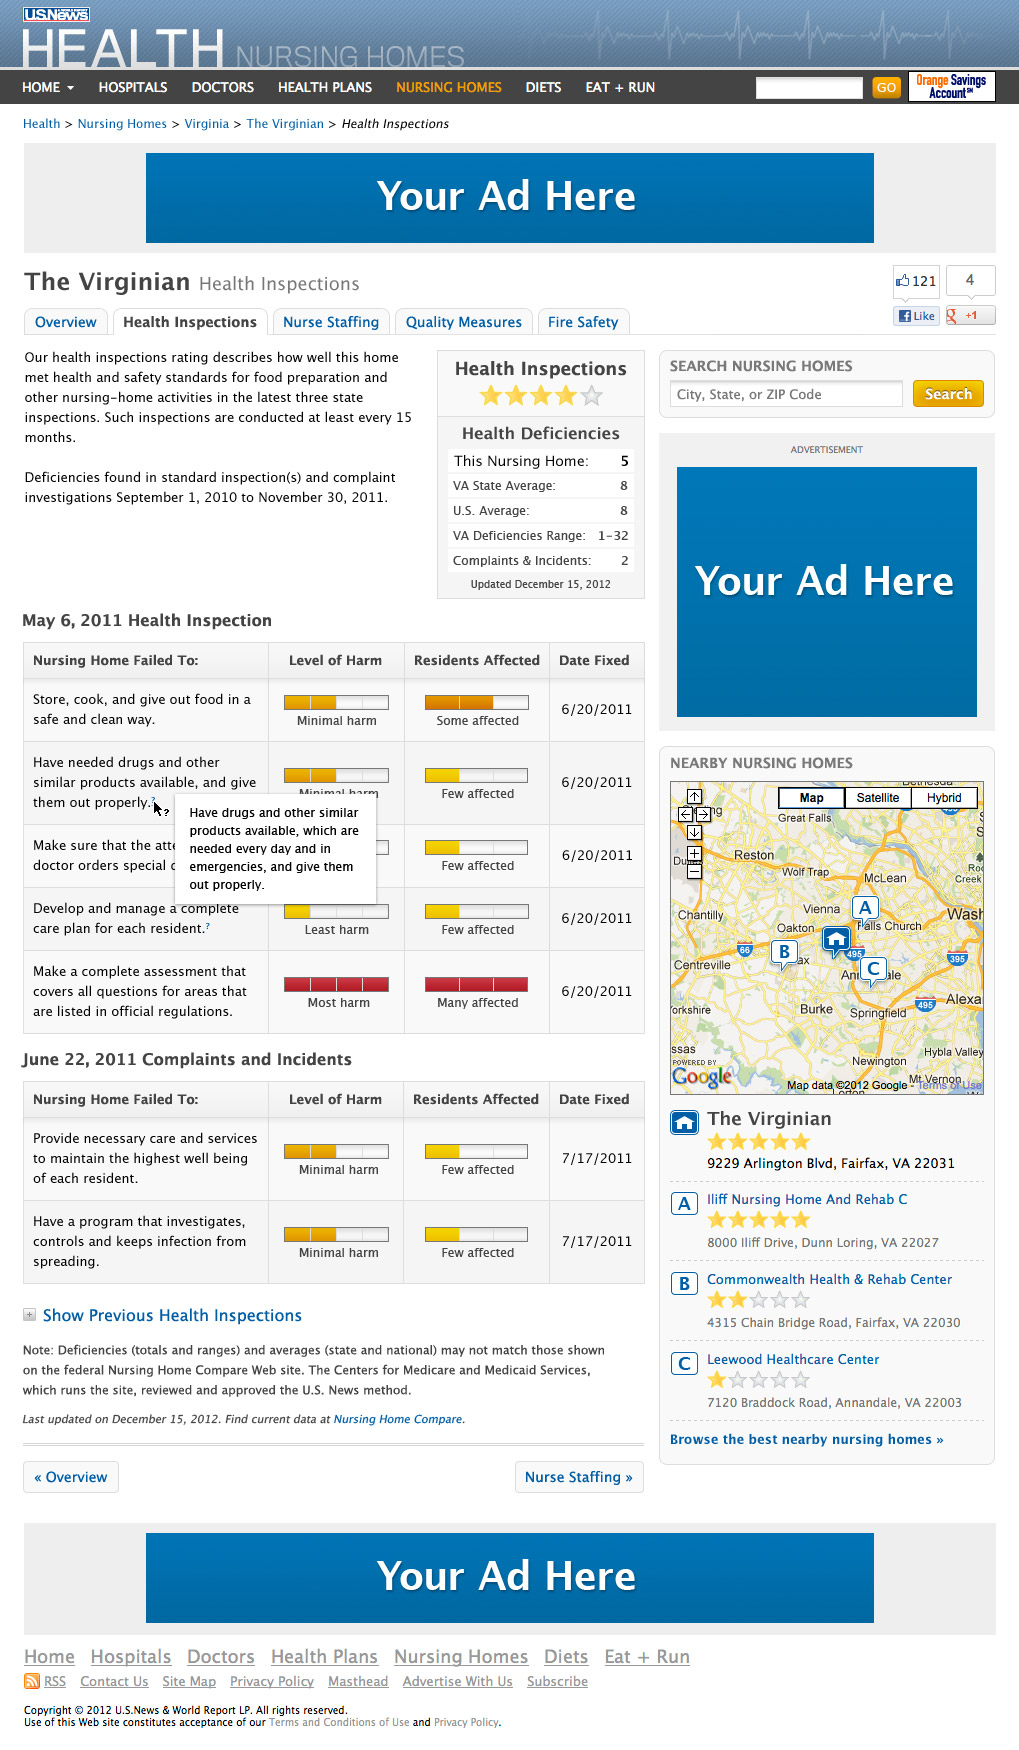 U.S.News
HEALTH NURSING HOMES
HOME HOSPITALS DOCTORS HEALTH PLANS NURSING HOMES DIETS EAT + RUN GO Orange Savings
Account SM
Health > Nursing Homes > Virginia > The Virginian > Health Inspections
Your Ad Here
The Virginian Health Inspections
121 4
Like +1
Overview Health Inspections Nurse Staffing Quality Measures Fire Safety
Our health inspections rating describes how well this home
met health and safety standards for food preparation and
other nursing-home activities in the latest three state
inspections. Such inspections are conducted at least every 15
months.
Deficiencies found in standard inspection(s) and complaint
investigations September 1, 2010 to November 30, 2011.
Health Inspections
Health Deficiencies
This Nursing Home: 5
VA State Average: 8
U.S. Average: 8
VA Deficiencies Range: 1-32
Complaints & Incidents: 2
Updated December 15, 2012
SEARCH NURSING HOMES
City, State, or ZIP Code Search
ADVERTISEMENT
Your Ad Here
May 6, 2011 Health Inspection
Nursing Home Failed To: Level of Harm Residents Affected Date Fixed
Store, cook, and give out food in a
safe and clean way.
Minimal harm Some affected 6/20/2011
Have needed drugs and other
similar products available, and give
them out properly.?
Minimal harm Few affected 6/20/2011
Have drugs and other similar
products available, which are
needed every day and in
emergencies, and give them
out properly.
Make sure that the atte
doctor orders special
Few affected 6/20/2011
Develop and manage a complete
care plan for each resident.?
Least harm Few affected 6/20/2011
Make a complete assessment that
covers all questions for areas that
are listed in official regulations.
Most harm Many affected 6/20/2011
June 22, 2011 Complaints and Incidents
Nursing Home Failed To: Level of Harm Residents Affected Date Fixed
Provide necessary care and services
to maintain the highest well being
of each resident.
Minimal harm Few affected 7/17/2011
Have a program that investigates,
controls and keeps infection from
spreading.
Minimal harm Few affected 7/17/2011
Show Previous Health Inspections
Note: Deficiencies (totals and ranges) and averages (state and national) may not match those shown
on the federal Nursing Home Compare Web site. The Centers for Medicare and Medicaid Services,
which runs the site, reviewed and approved the U.S. News method.
Last updated on December 15, 2012. Find current data at Nursing Home Compare.
« Overview Nurse Staffing »
NEARBY NURSING HOMES
Map Satellite Hybrid
Great Falls
Reston
Wolf Trap
McLean
Creek
Chantilly
Vienna A
Wash
Oakton Falls Church
66 B 495 395
Centreville C
Burke Springfield 495 Alexa
Hybla Valley
Newington
Mt Vernon
POWERED BY
Google
Map data ©2012 Google - Terms of Use
The Virginian
9229 Arlington Blvd, Fairfax, VA 22031
A Iliff Nursing Home And Rehab C
8000 Iliff Drive, Dunn Loring, VA 22027
B Commonwealth Health & Rehab Center
4315 Chain Bridge Road, Fairfax, VA 22030
C Leewood Healthcare Center
7120 Braddock Road, Annandale, VA 22003
Browse the best nearby nursing homes »
Your Ad Here
Home Hospitals Doctors Health Plans Nursing Homes Diets Eat + Run
RSS Contact Us Site Map Privacy Policy Masthead Advertise With Us Subscribe
Copyright © 2012 U.S.News & World Report LP. All rights reserved.
Use of this Web site constitutes acceptance of our Terms and Conditions of Use and Privacy Policy.